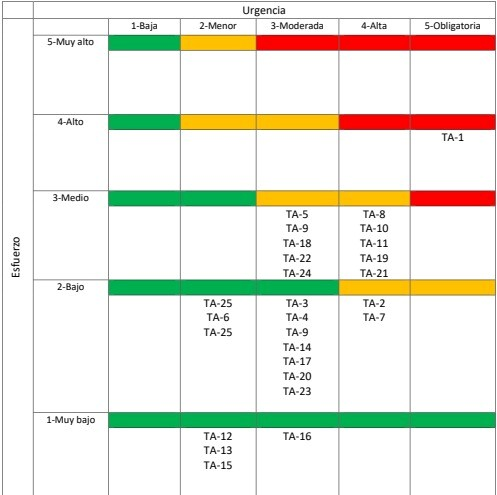 Urgencia
1-Baja 2-Menor 3-Moderada 4-Alta 5-Obligatoria
Esfuerzo
5-Muy alto
4-Alto
TA-1
3-Medio
TA-5 TA-8
TA-9 TA-10
TA-18 TA-11
TA-22 TA-19
TA-24 TA-21
2-Bajo
TA-25 TA-3 TA-2
TA-6 TA-4 TA-7
TA-25 TA-9
TA-14
TA-17
TA-20
TA-23
1-Muy bajo
TA-12 TA-16
TA-13
TA-15